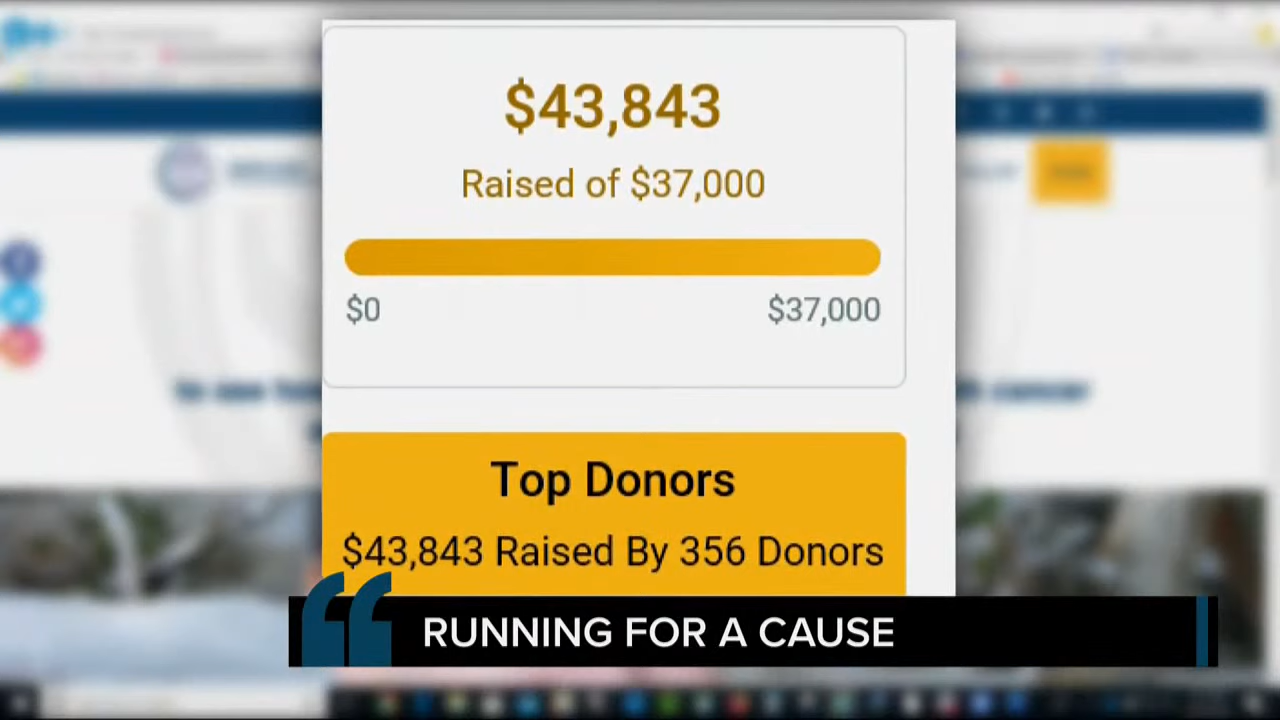 $43,843
Raised of $37,000
$0 $37,000
Top Donors
$43,843 Raised By 356 Donors
RUNNING FOR A CAUSE